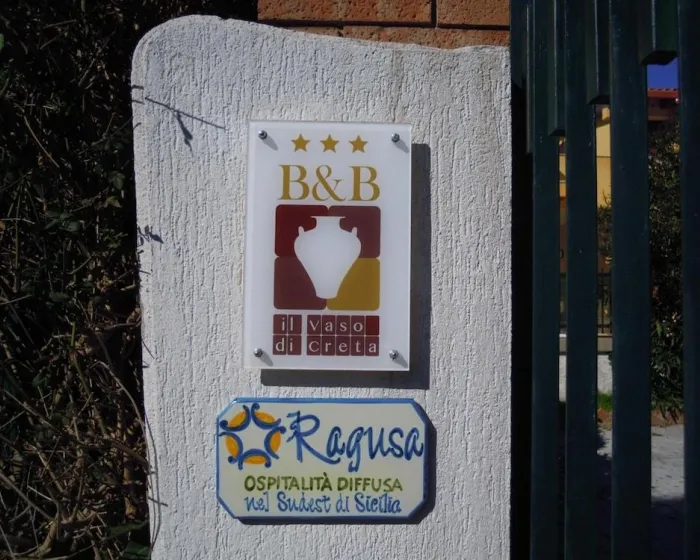 B&B
il vaso
di creta
Ragusa
OSPITALITÀ DIFFUSA
nel Sudest di Sicilia